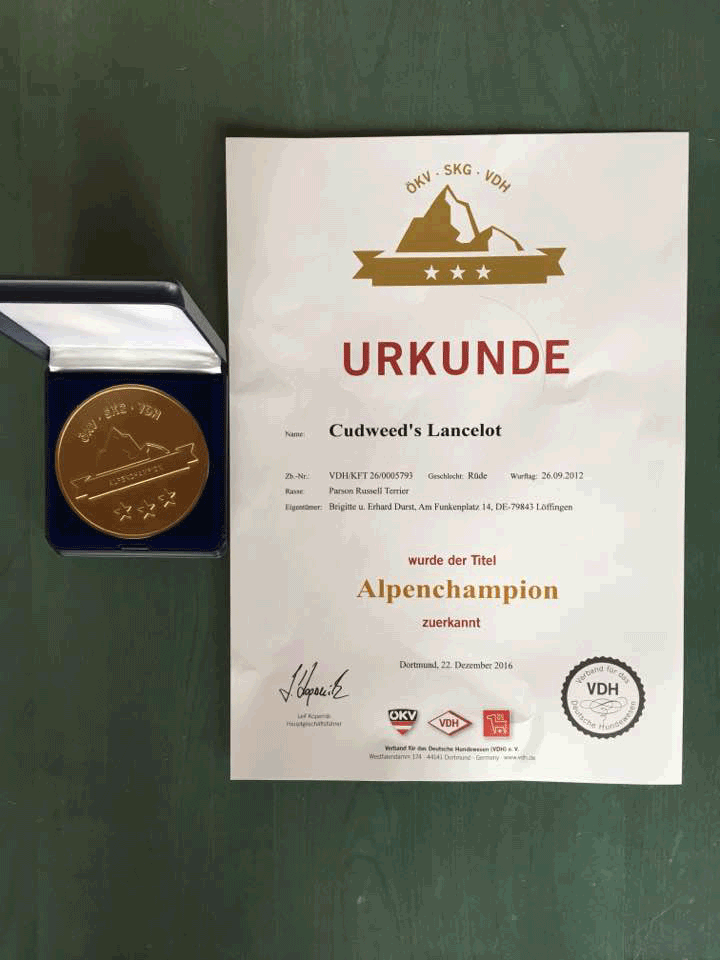 ÖKV · SKG · VDH
URKUNDE
Name: Cudweed's Lancelot
Zb.-Nr.: VDH/KFT 26/0005793 Geschlecht: Rüde Wurftag: 26.09.2012
Rasse: Parson Russell Terrier
Eigentümer: Brigitte u. Erhard Durst, Am Funkenplatz 14, DE-79843 Löffingen
wurde der Titel
Alpenchampion
zuerkannt
Dortmund, 22. Dezember 2016
Leif Kopernik
Hauptgeschäftsführer
ÖKV
VDH
Verband für das
VDH
Deutsche Hundewesen
Verband für das Deutsche Hundewesen (VDH) e. V.
Westfalendamm 174 · 44141 Dortmund - Germany · www.vdh.de
ÖKV · SKG · VDH
ALPENCHAMPION